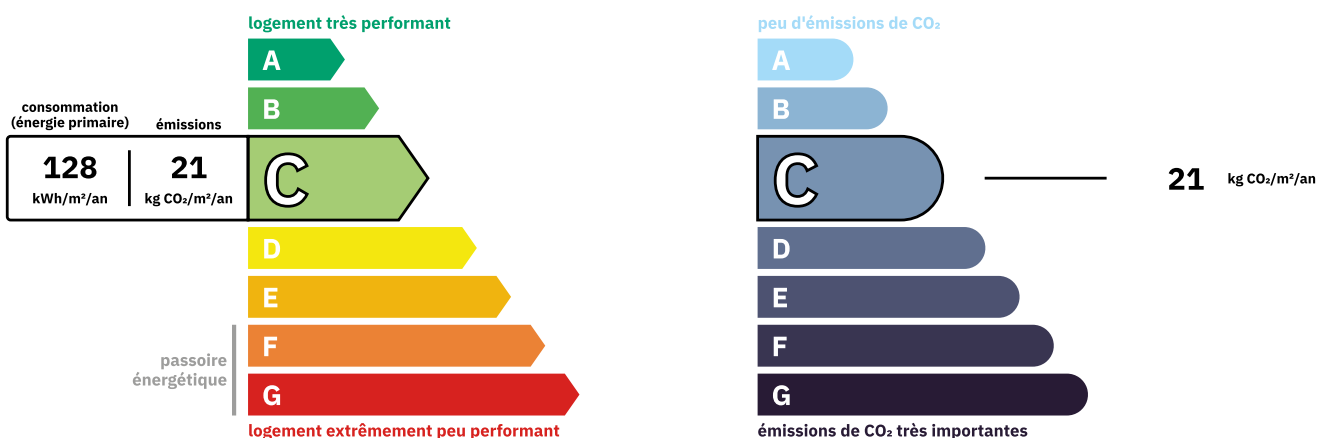 logement très performant
A
B
consommation
(énergie primaire)
émissions
128
kWh/m²/an
21
kg CO₂/m²/an
C
D
E
F
G
passoire
énergétique
logement extrêmement peu performant
peu d'émissions de CO₂
A
B
C
21 kg CO₂/m²/an
D
E
F
G
émissions de CO₂ très importantes